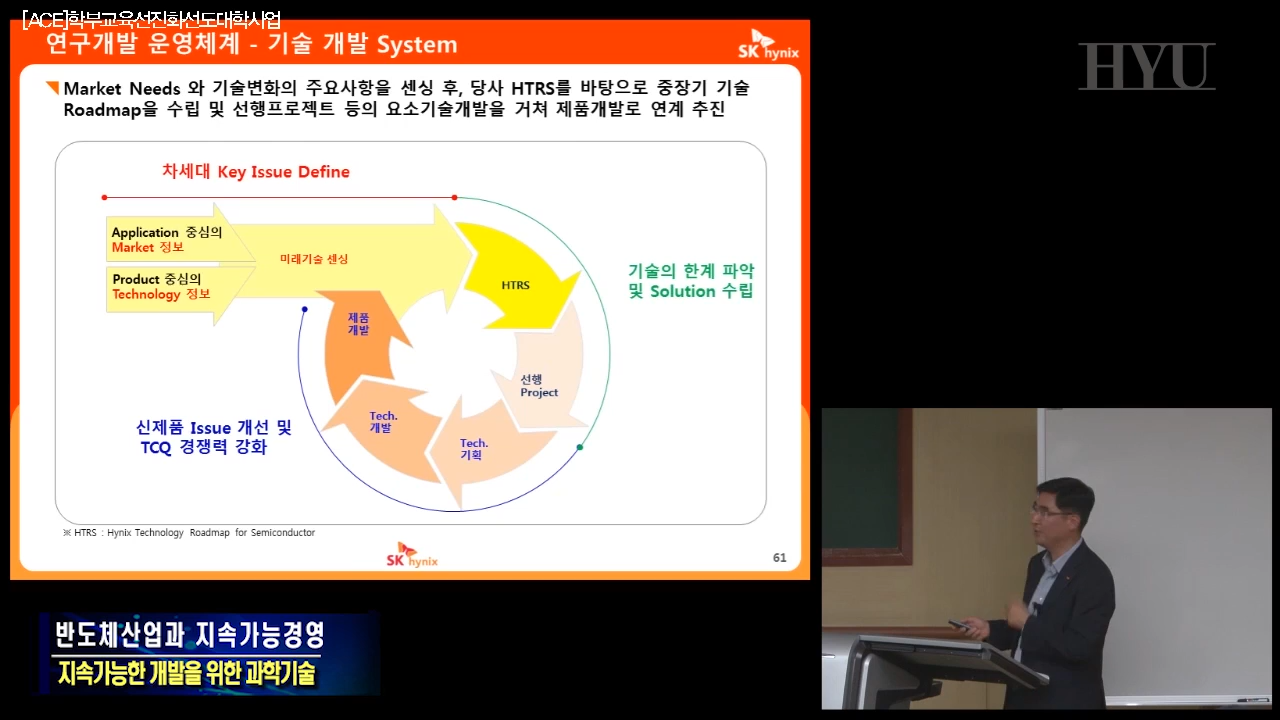 [ACE]학부교육선진화선도대학사업
연구개발 운영체계 - 기술 개발 System
SK hynix
HYU
Market Needs 와 기술변화의 주요사항을 센싱 후, 당사 HTRS를 바탕으로 중장기 기술
Roadmap을 수립 및 선행프로젝트 등의 요소기술개발을 거쳐 제품개발로 연계 추진
차세대 Key Issue Define
Application 중심의
Market 정보
미래기술 센싱
Product 중심의
Technology 정보
HTRS
기술의 한계 파악
및 Solution 수립
제품
개발
선행
Project
Tech.
개발
Tech.
기획
신제품 Issue 개선 및
TCQ 경쟁력 강화
※ HTRS : Hynix Technology Roadmap for Semiconductor
SK hynix
61
반도체산업과 지속가능경영
지속가능한 개발을 위한 과학기술